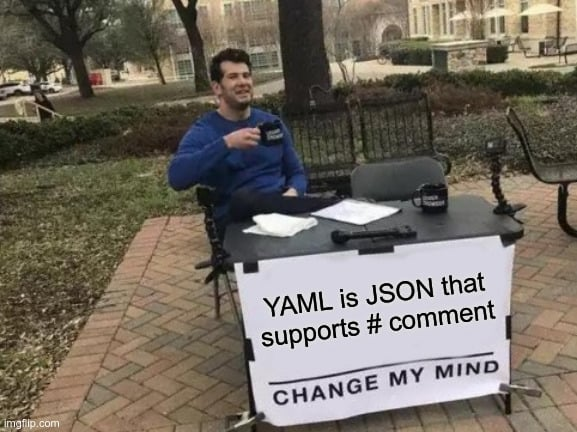 YAML is JSON that
supports # comment
CHANGE MY MIND
imgflip.com